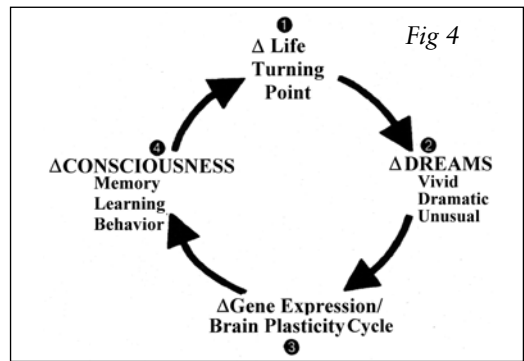 Fig 4
❶
Δ Life
Turning
Point
❷
ΔDREAMS
Vivid
Dramatic
Unusual
❸
ΔGene Expression/
Brain Plasticity Cycle
❹
ΔCONSCIOUSNESS
Memory
Learning
Behavior